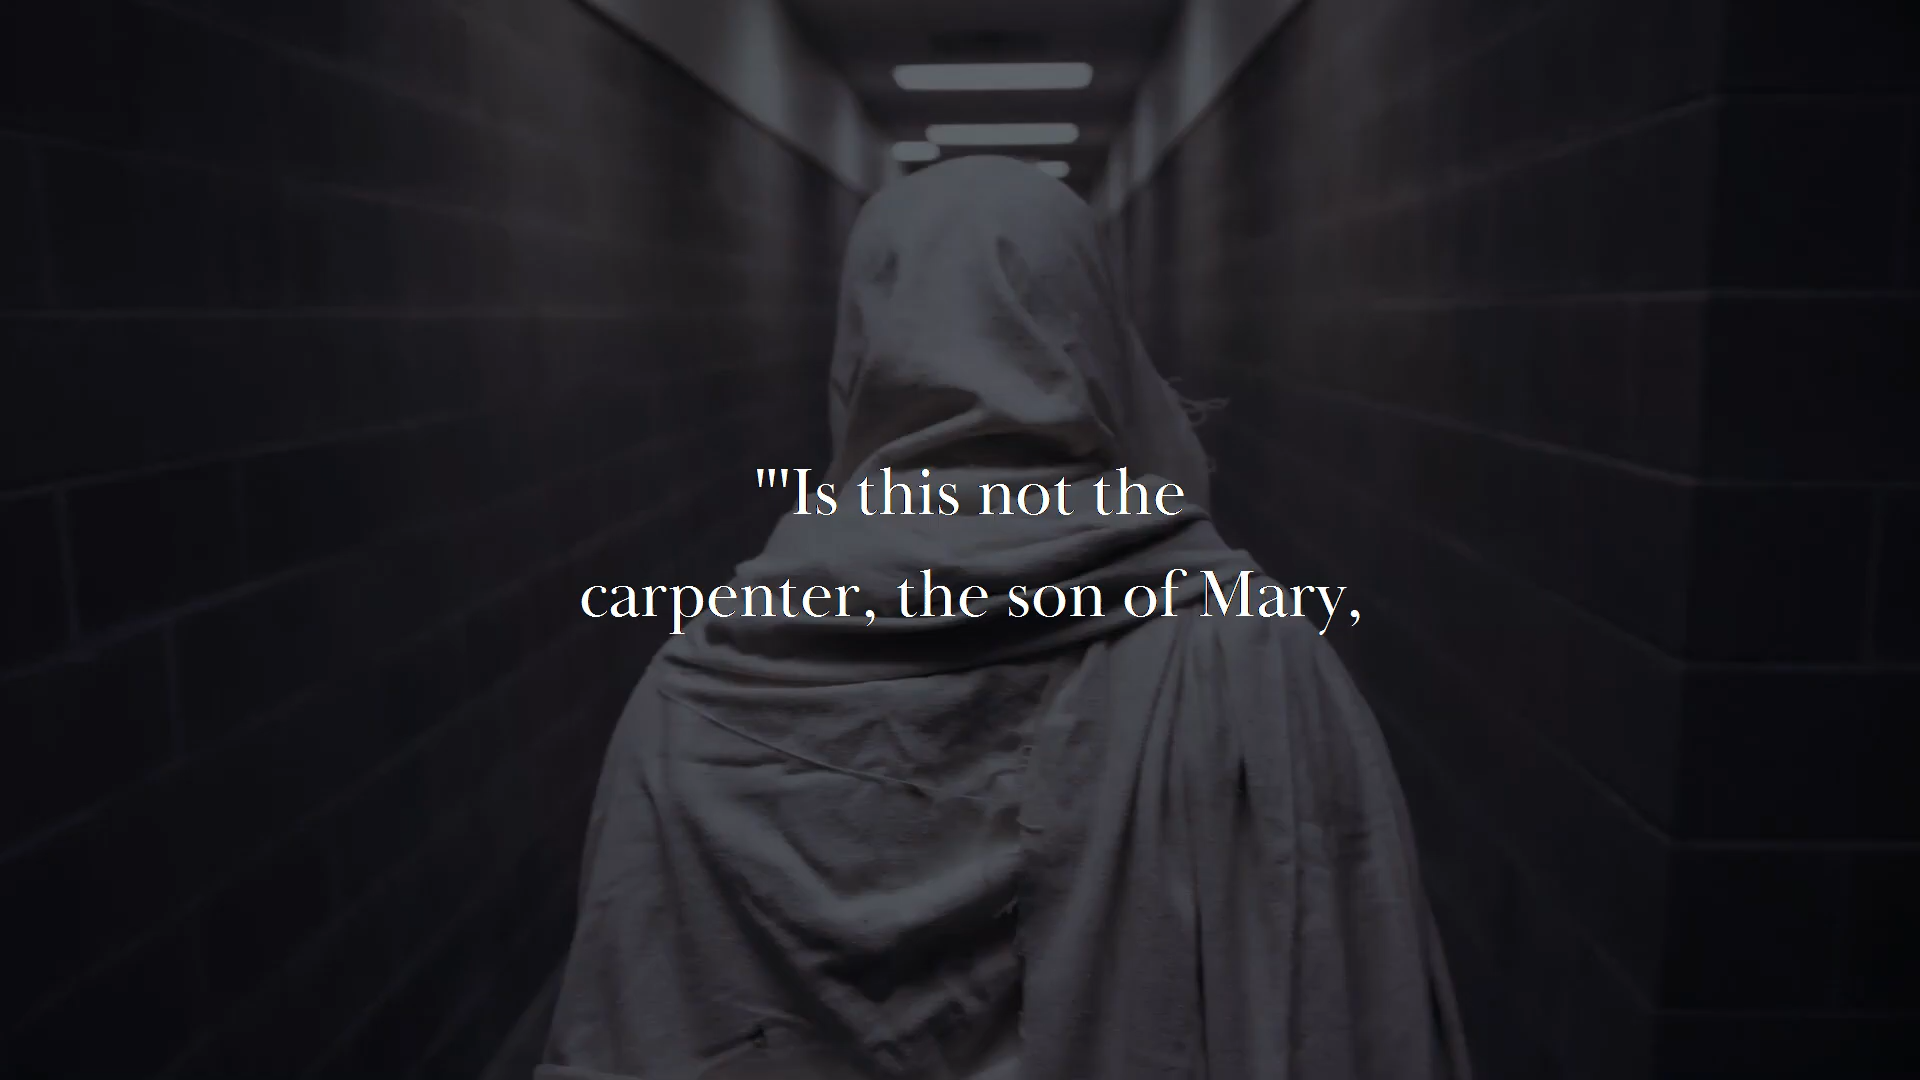 "'Is this not the
carpenter, the son of Mary,